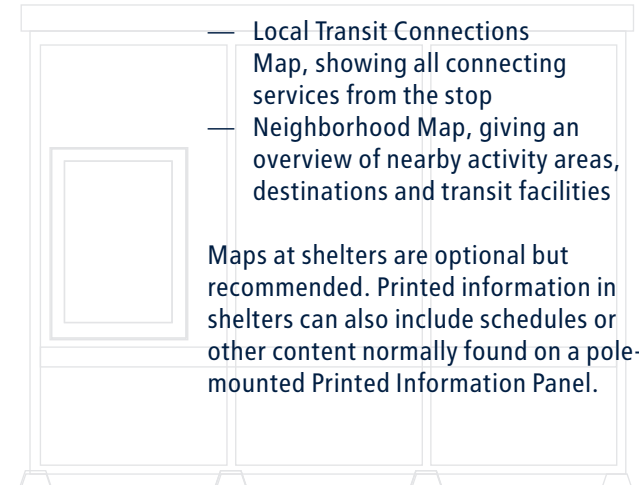 — Local Transit Connections
Map, showing all connecting
services from the stop
— Neighborhood Map, giving an
overview of nearby activity areas,
destinations and transit facilities
Maps at shelters are optional but
recommended. Printed information in
shelters can also include schedules or
other content normally found on a pole-
mounted Printed Information Panel.